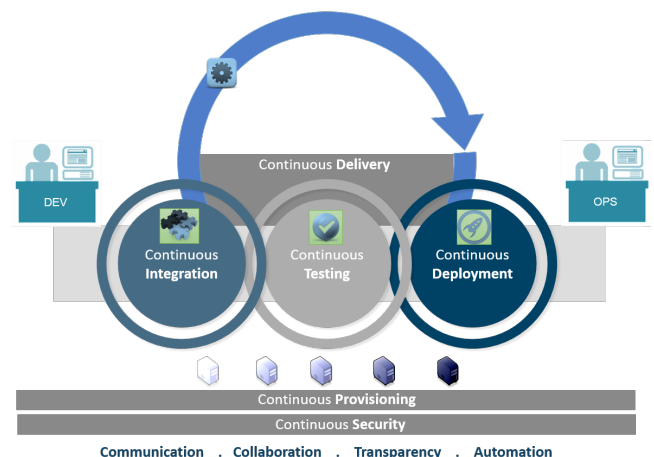 Continuous Delivery
DEV
OPS
Continuous
Integration
Continuous
Testing
Continuous
Deployment
Continuous Provisioning
Continuous Security
Communication . Collaboration . Transparency . Automation